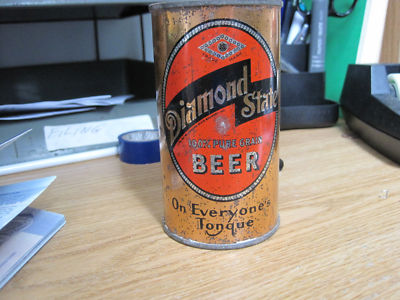 Diamond
State
100% PURE GRAIN
BEER
On Everyone's
Tongue
FILING